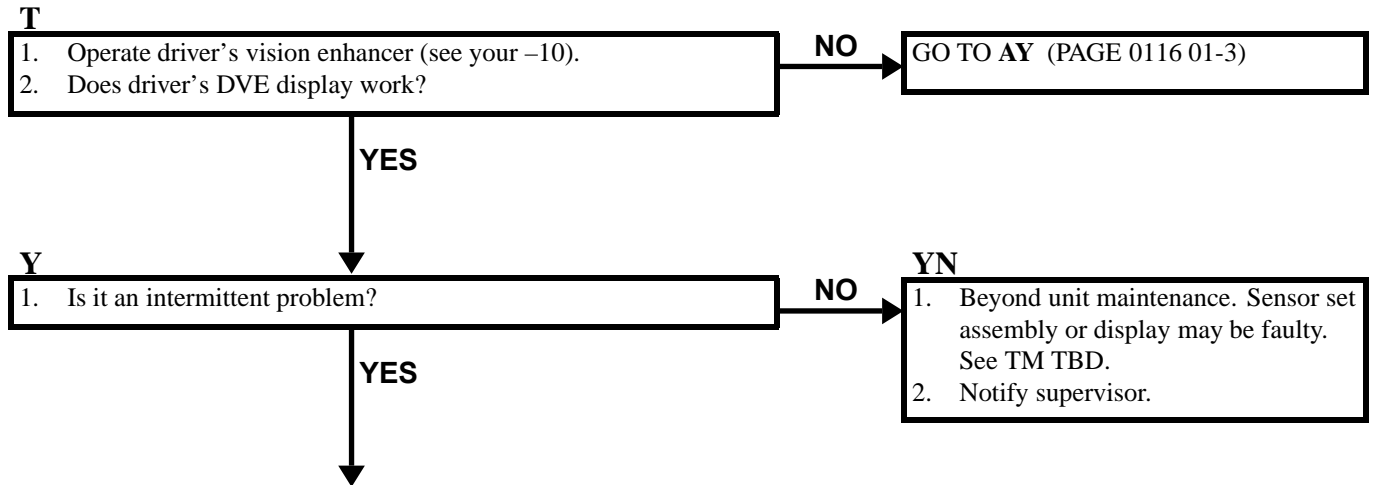 T
1. Operate driver’s vision enhancer (see your –10).
2. Does driver’s DVE display work?
NO
GO TO AY (PAGE 0116 01-3)
YES
Y
1. Is it an intermittent problem?
NO
YN
1. Beyond unit maintenance. Sensor set
assembly or display may be faulty.
See TM TBD.
2. Notify supervisor.
YES